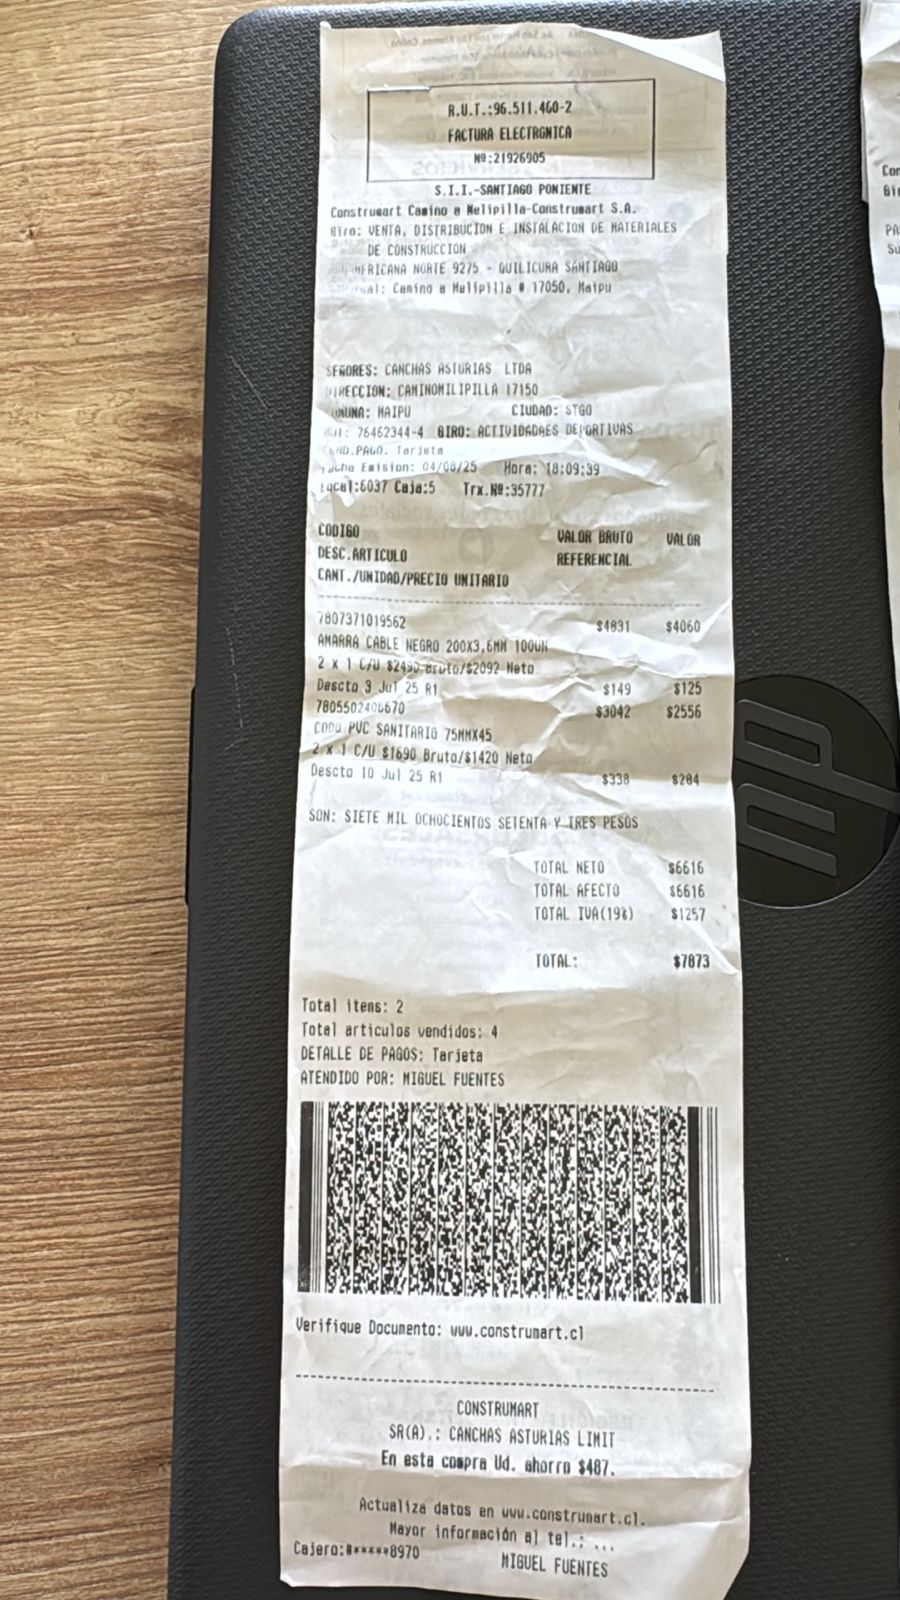 R.U.T.:96.511.460-2
FACTURA ELECTRONICA
Nº:21926905
S.I.I.-SANTIAGO PONIENTE
Construmart Camino a Melipilla-Construmart S.A.
Giro: VENTA, DISTRIBUCION E INSTALACION DE MATERIALES
DE CONSTRUCCION
NORTE 9275 - QUILICURA SANTIAGO
Camino a Melipilla # 17050, Maipu
SEÑORES: CANCHAS ASTURIAS LTDA
DIRECCION: CAMINOMILIPILLA 17150
COMUNA: MAIPU CIUDAD: STGO
76462344-4 GIRO: ACTIVIDADAES DEPORTIVAS
COND.PAGO. Tarjeta
Fecha Emision: 04/08/25 Hora: 18:09:39
Local:6037 Caja:5 Trx.Nº:35777
CODIGO VALOR BRUTO VALOR
DESC.ARTICULO REFERENCIAL
CANT./UNIDAD/PRECIO UNITARIO
7807371019562 $4831 $4060
AMARRA CABLE NEGRO 200X3,6MM 100UN
2 x 1 C/U $2490 Bruto/$2092 Neto
Descto 3 Jul 25 R1 $149 $125
7805502406670 $3042 $2556
CODO PVC SANITARIO 75MMX45
2 x 1 C/U $1690 Bruto/$1420 Neto
Descto 10 Jul 25 R1 $338 $284
SON: SIETE MIL OCHOCIENTOS SETENTA Y TRES PESOS
TOTAL NETO $6616
TOTAL AFECTO $6616
TOTAL IVA(19%) $1257
TOTAL: $7873
Total items: 2
Total articulos vendidos: 4
DETALLE DE PAGOS: Tarjeta
ATENDIDO POR: MIGUEL FUENTES
Verifique Documento: www.construmart.cl
CONSTRUMART
SR(A).: CANCHAS ASTURIAS LIMIT
En esta compra Ud. ahorro $487.
Actualiza datos en www.construmart.cl.
Mayor información al tel.: ...
Cajero:#*****8970 MIGUEL FUENTES
hp